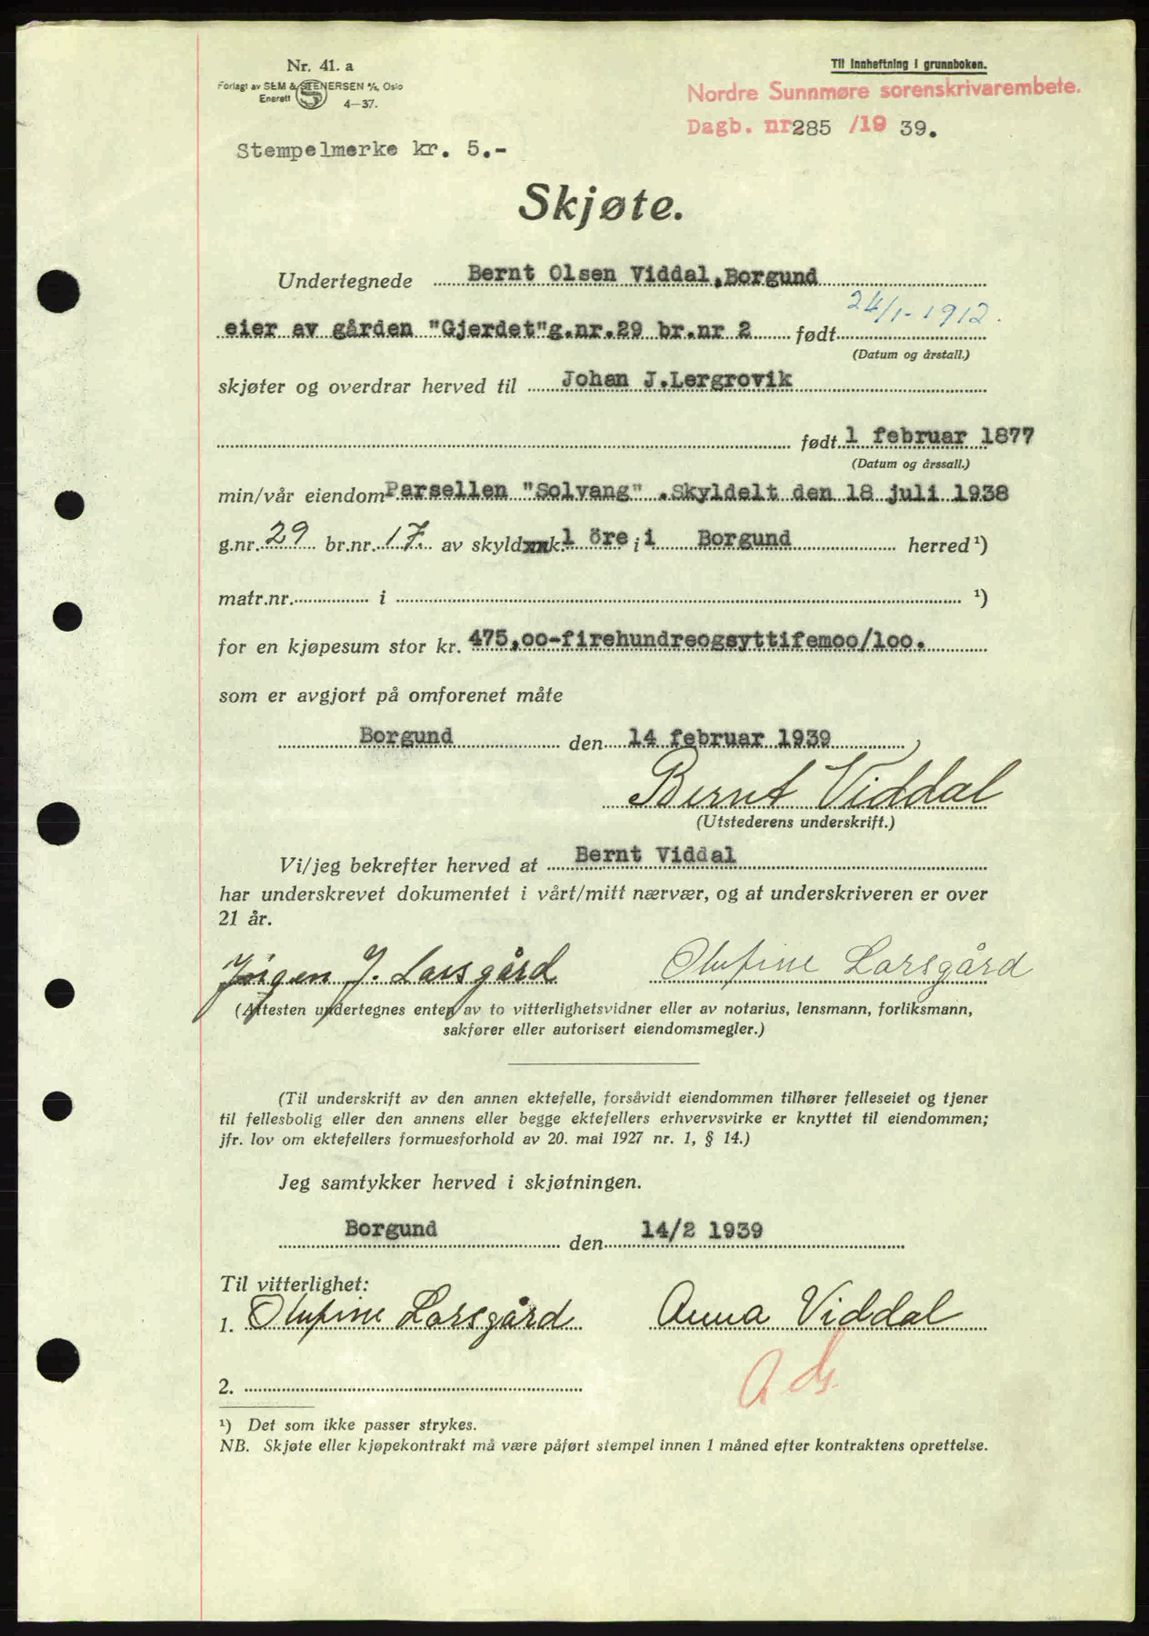 Nr. 41. a
Forlagt av SEM & STENERSEN A/S, Oslo
Enerett
4—37.
Til Innheftning i grunnboken.
Nordre Sunnmøre sorenskrivarembete.
Dagb. nr 285 /19 39.
Stempelmerke kr. 5.-
Skjøte.
Undertegnede Bernt Olsen Viddal, Borgund
eier av gården "Gjerdet" g.nr.29 br.nr 2 født 24/1-1912.
(Datum og årstall.)
skjøter og overdrar herved til Johan J. Lergrovik
født 1 februar 1877
(Datum og årssall.)
min/vår eiendom Parsellen "Solvang" .Skyldelt den 18 juli 1938
g.nr. 29 br.nr. 17. av skyld k. 1 öre i i Borgund herred ¹)
matr.nr. i ¹)
for en kjøpesum stor kr. 475,oo-firehundreogsyttifemoo/loo.
som er avgjort på omforenet måte
Borgund den 14 februar 1939
Bernt Viddal
(Utstederens underskrift.)
Vi/jeg bekrefter herved at Bernt Viddal
har underskrevet dokumentet i vårt/mitt nærvær, og at underskriveren er over
21 år.
Jørgen J. Larsgård Olufine Larsgård
(Attesten undertegnes enten av to vitterlighetsvidner eller av notarius, lensmann, forliksmann,
sakfører eller autorisert eiendomsmegler.)
(Til underskrift av den annen ektefelle, forsåvidt eiendommen tilhører felleseiet og tjener
til fellesbolig eller den annens eller begge ektefellers erhvervsvirke er knyttet til eiendommen;
jfr. lov om ektefellers formuesforhold av 20. mai 1927 nr. 1, § 14.)
Jeg samtykker herved i skjøtningen.
Borgund den 14/2 1939
Til vitterlighet:
1. Olufine Larsgård Anna Viddal
2.
¹) Det som ikke passer strykes.
NB. Skjøte eller kjøpekontrakt må være påført stempel innen 1 måned efter kontraktens oprettelse.